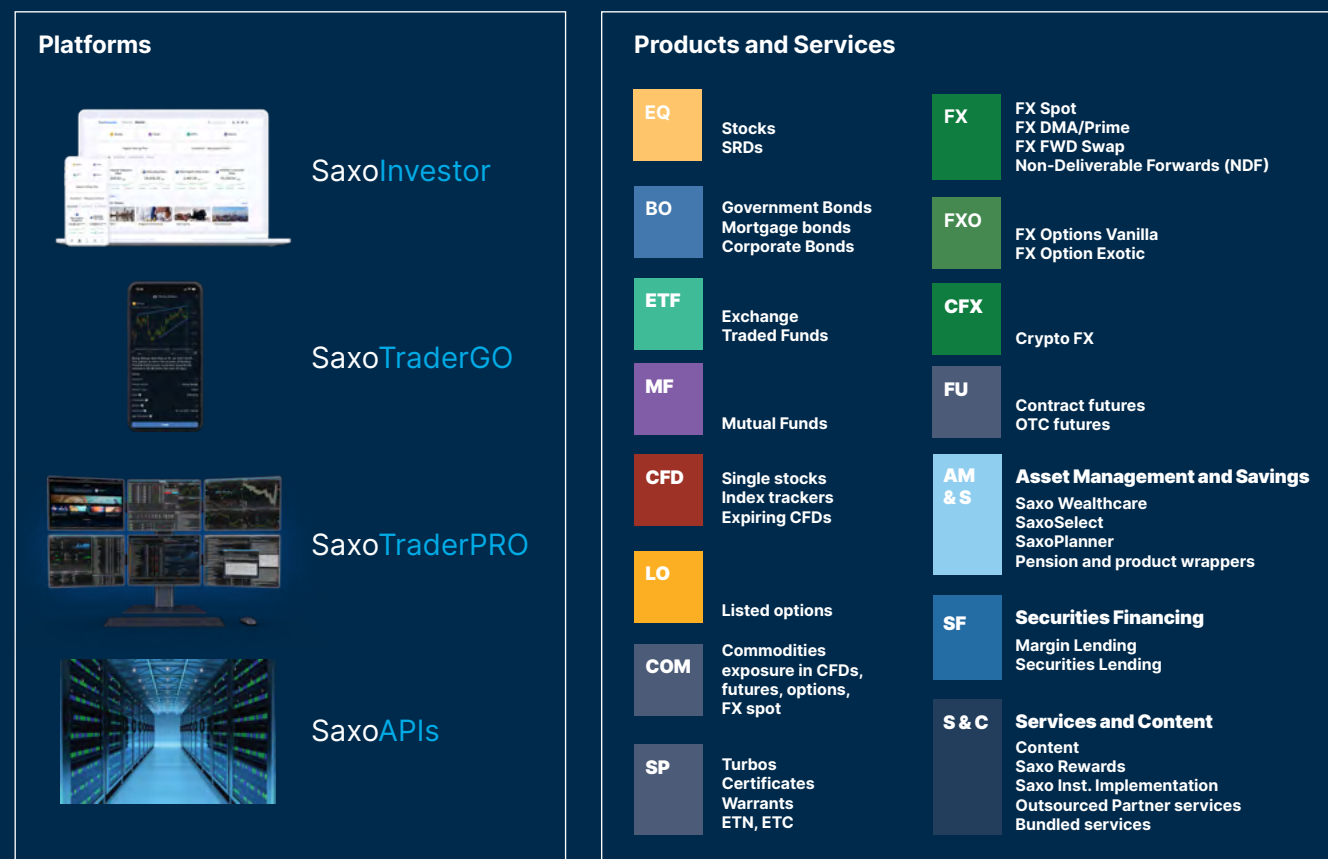 Platforms
SaxoInvestor
SaxoTraderGO
SaxoTraderPRO
SaxoAPIs
Products and Services
EQ
Stocks
SRDs
BO
Government Bonds
Mortgage bonds
Corporate Bonds
ETF
Exchange
Traded Funds
MF
Mutual Funds
CFD
Single stocks
Index trackers
Expiring CFDs
LO
Listed options
COM
Commodities
exposure in CFDs,
futures, options,
FX spot
SP
Turbos
Certificates
Warrants
ETN, ETC
FX
FX Spot
FX DMA/Prime
FX FWD Swap
Non-Deliverable Forwards (NDF)
FXO
FX Options Vanilla
FX Option Exotic
CFX
Crypto FX
FU
Contract futures
OTC futures
AM
& S
Asset Management and Savings
Saxo Wealthcare
SaxoSelect
SaxoPlanner
Pension and product wrappers
SF
Securities Financing
Margin Lending
Securities Lending
S & C
Services and Content
Content
Saxo Rewards
Saxo Inst. Implementation
Outsourced Partner services
Bundled services